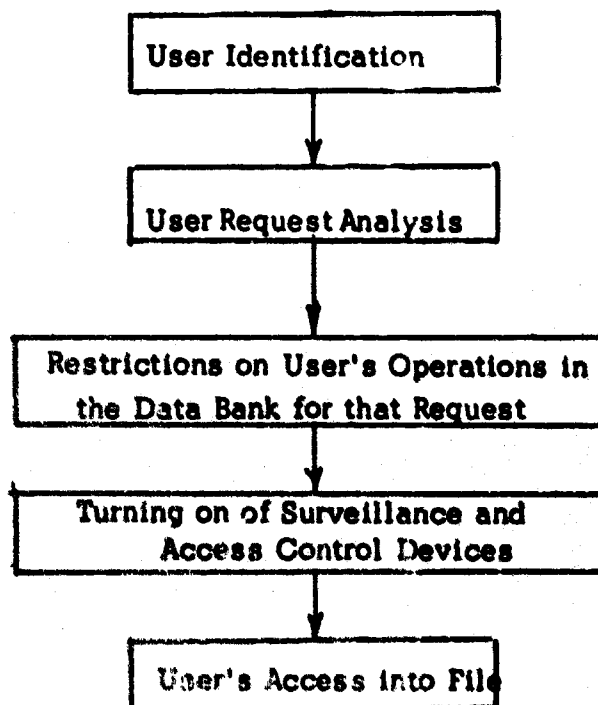 User Identification
User Request Analysis
Restrictions on User's Operations in
the Data Bank for that Request
Turning on of Surveillance and
Access Control Devices
User's Access into File